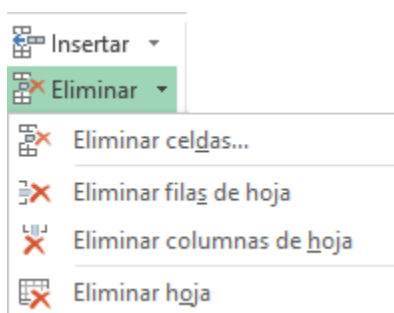 Insertar
Eliminar
Eliminar celdas...
Eliminar filas de hoja
Eliminar columnas de hoja
Eliminar hoja